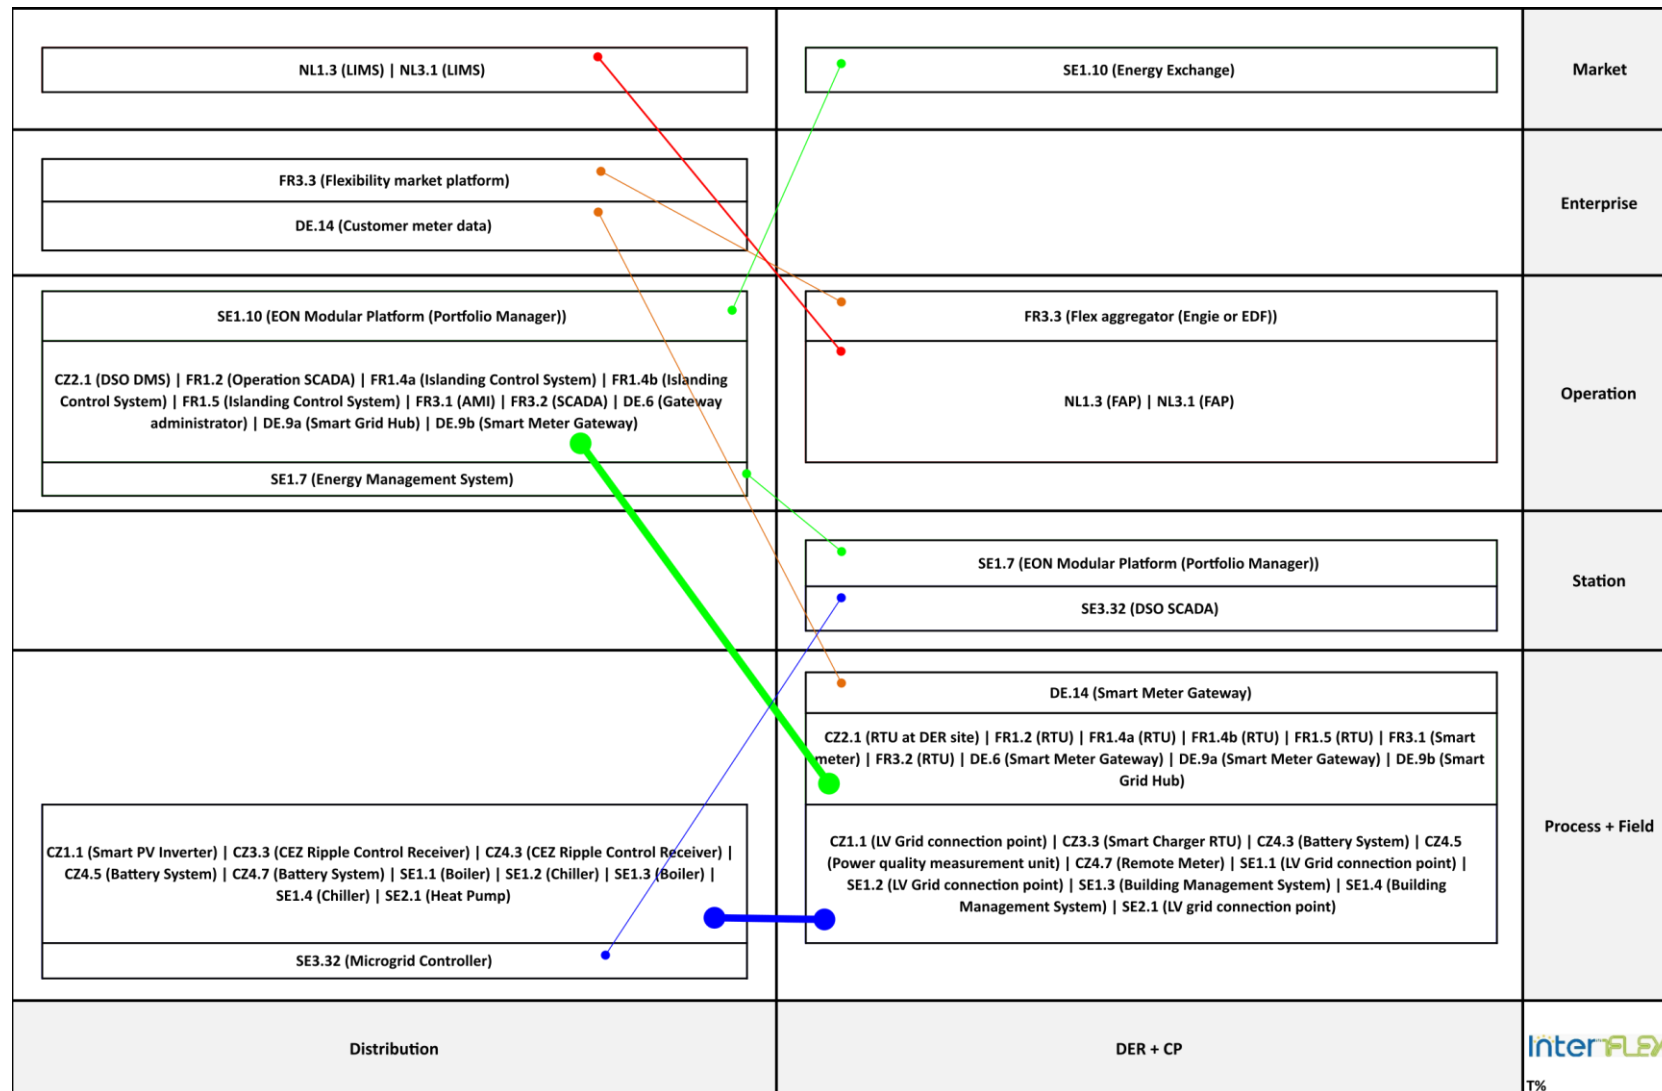 NL1.3 (LIMS) | NL3.1 (LIMS)
SE1.10 (Energy Exchange)
Market
FR3.3 (Flexibility market platform)
DE.14 (Customer meter data)
Enterprise
SE1.10 (EON Modular Platform (Portfolio Manager))
CZ2.1 (DSO DMS) | FR1.2 (Operation SCADA) | FR1.4a (Islanding Control System) | FR1.4b (Islanding
Control System) | FR1.5 (Islanding Control System) | FR3.1 (AMI) | FR3.2 (SCADA) | DE.6 (Gateway
administrator) | DE.9a (Smart Grid Hub) | DE.9b (Smart Meter Gateway)
SE1.7 (Energy Management System)
FR3.3 (Flex aggregator (Engie or EDF))
NL1.3 (FAP) | NL3.1 (FAP)
Operation
SE1.7 (EON Modular Platform (Portfolio Manager))
SE3.32 (DSO SCADA)
Station
DE.14 (Smart Meter Gateway)
CZ2.1 (RTU at DER site) | FR1.2 (RTU) | FR1.4a (RTU) | FR1.4b (RTU) | FR1.5 (RTU) | FR3.1 (Smart
meter) | FR3.2 (RTU) | DE.6 (Smart Meter Gateway) | DE.9a (Smart Meter Gateway) | DE.9b (Smart
Grid Hub)
CZ1.1 (Smart PV Inverter) | CZ3.3 (CEZ Ripple Control Receiver) | CZ4.3 (CEZ Ripple Control Receiver) |
CZ4.5 (Battery System) | CZ4.7 (Battery System) | SE1.1 (Boiler) | SE1.2 (Chiller) | SE1.3 (Boiler) |
SE1.4 (Chiller) | SE2.1 (Heat Pump)
SE3.32 (Microgrid Controller)
CZ1.1 (LV Grid connection point) | CZ3.3 (Smart Charger RTU) | CZ4.3 (Battery System) | CZ4.5
(Power quality measurement unit) | CZ4.7 (Remote Meter) | SE1.1 (LV Grid connection point) |
SE1.2 (LV Grid connection point) | SE1.3 (Building Management System) | SE1.4 (Building
Management System) | SE2.1 (LV grid connection point)
Process + Field
Distribution
DER + CP
InterFLEX
T%